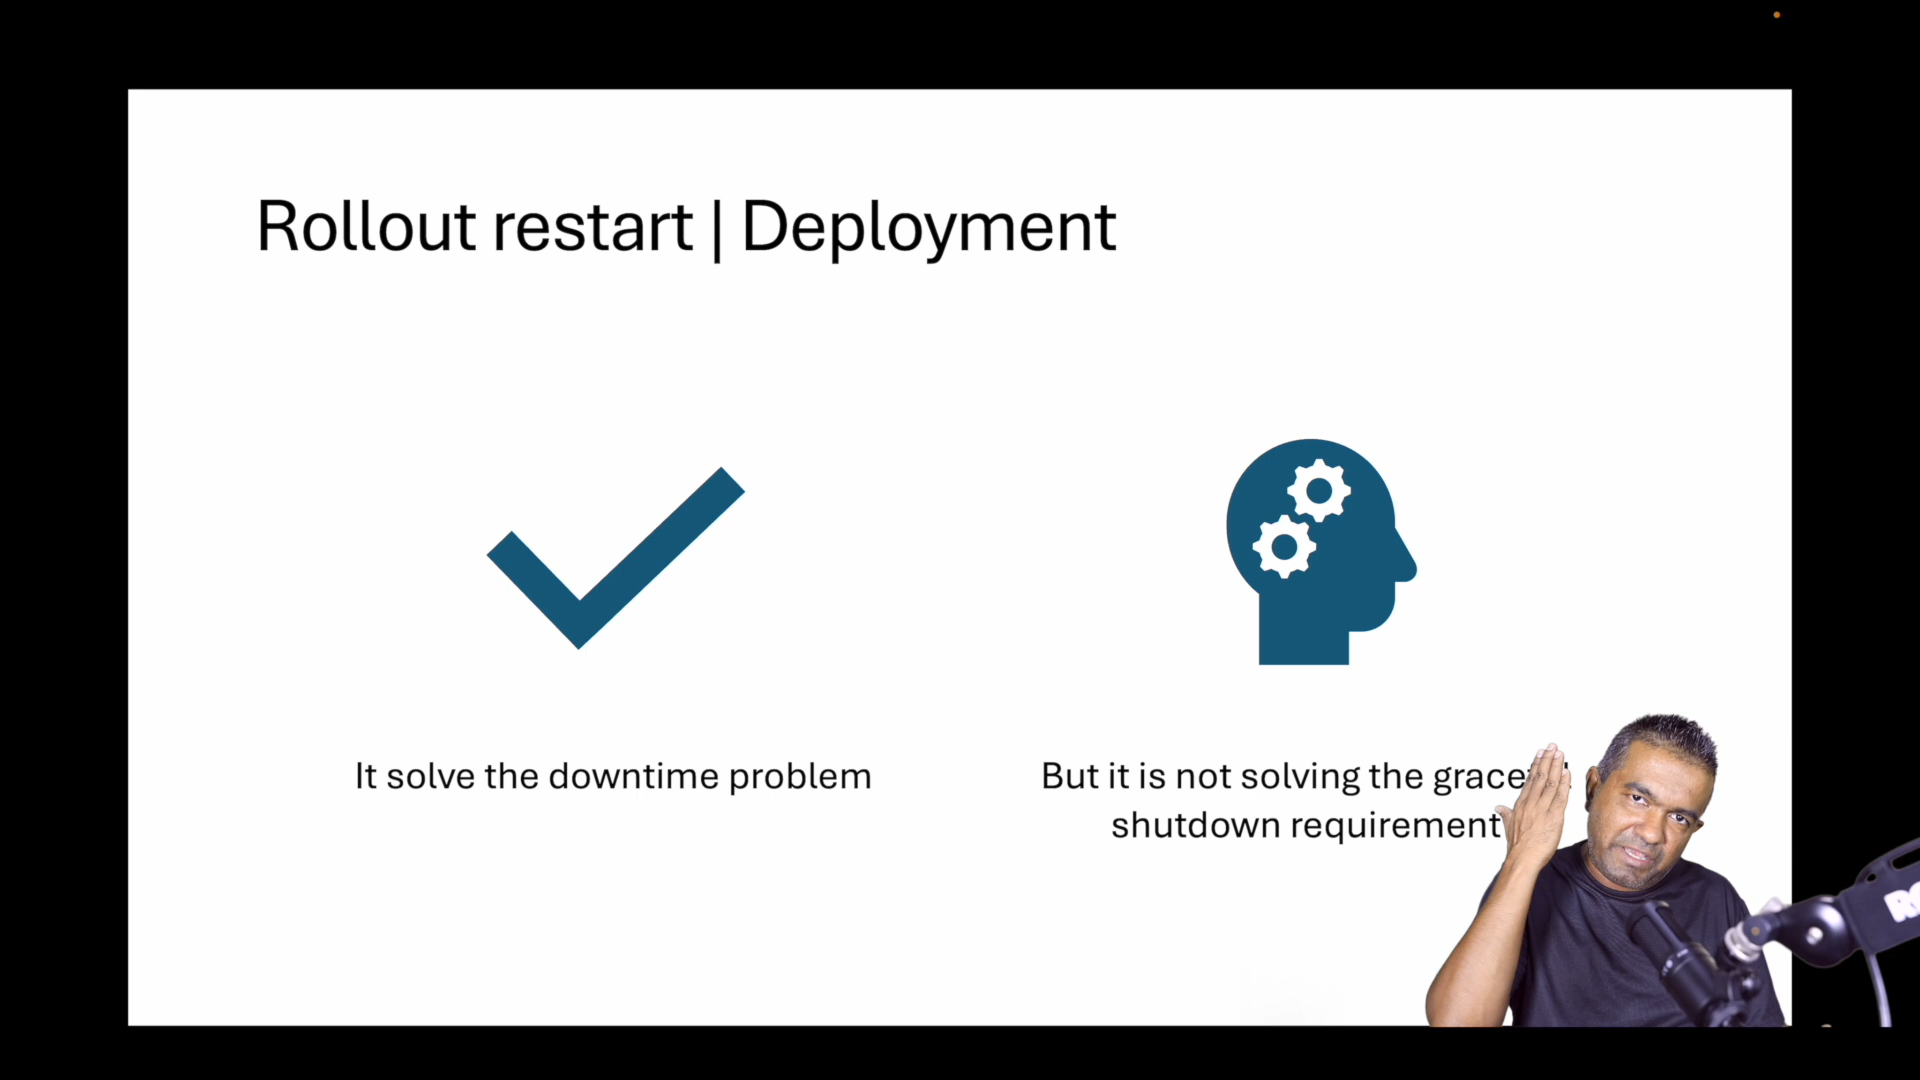 Rollout restart | Deployment
It solve the downtime problem
But it is not solving the
shutdown requirement